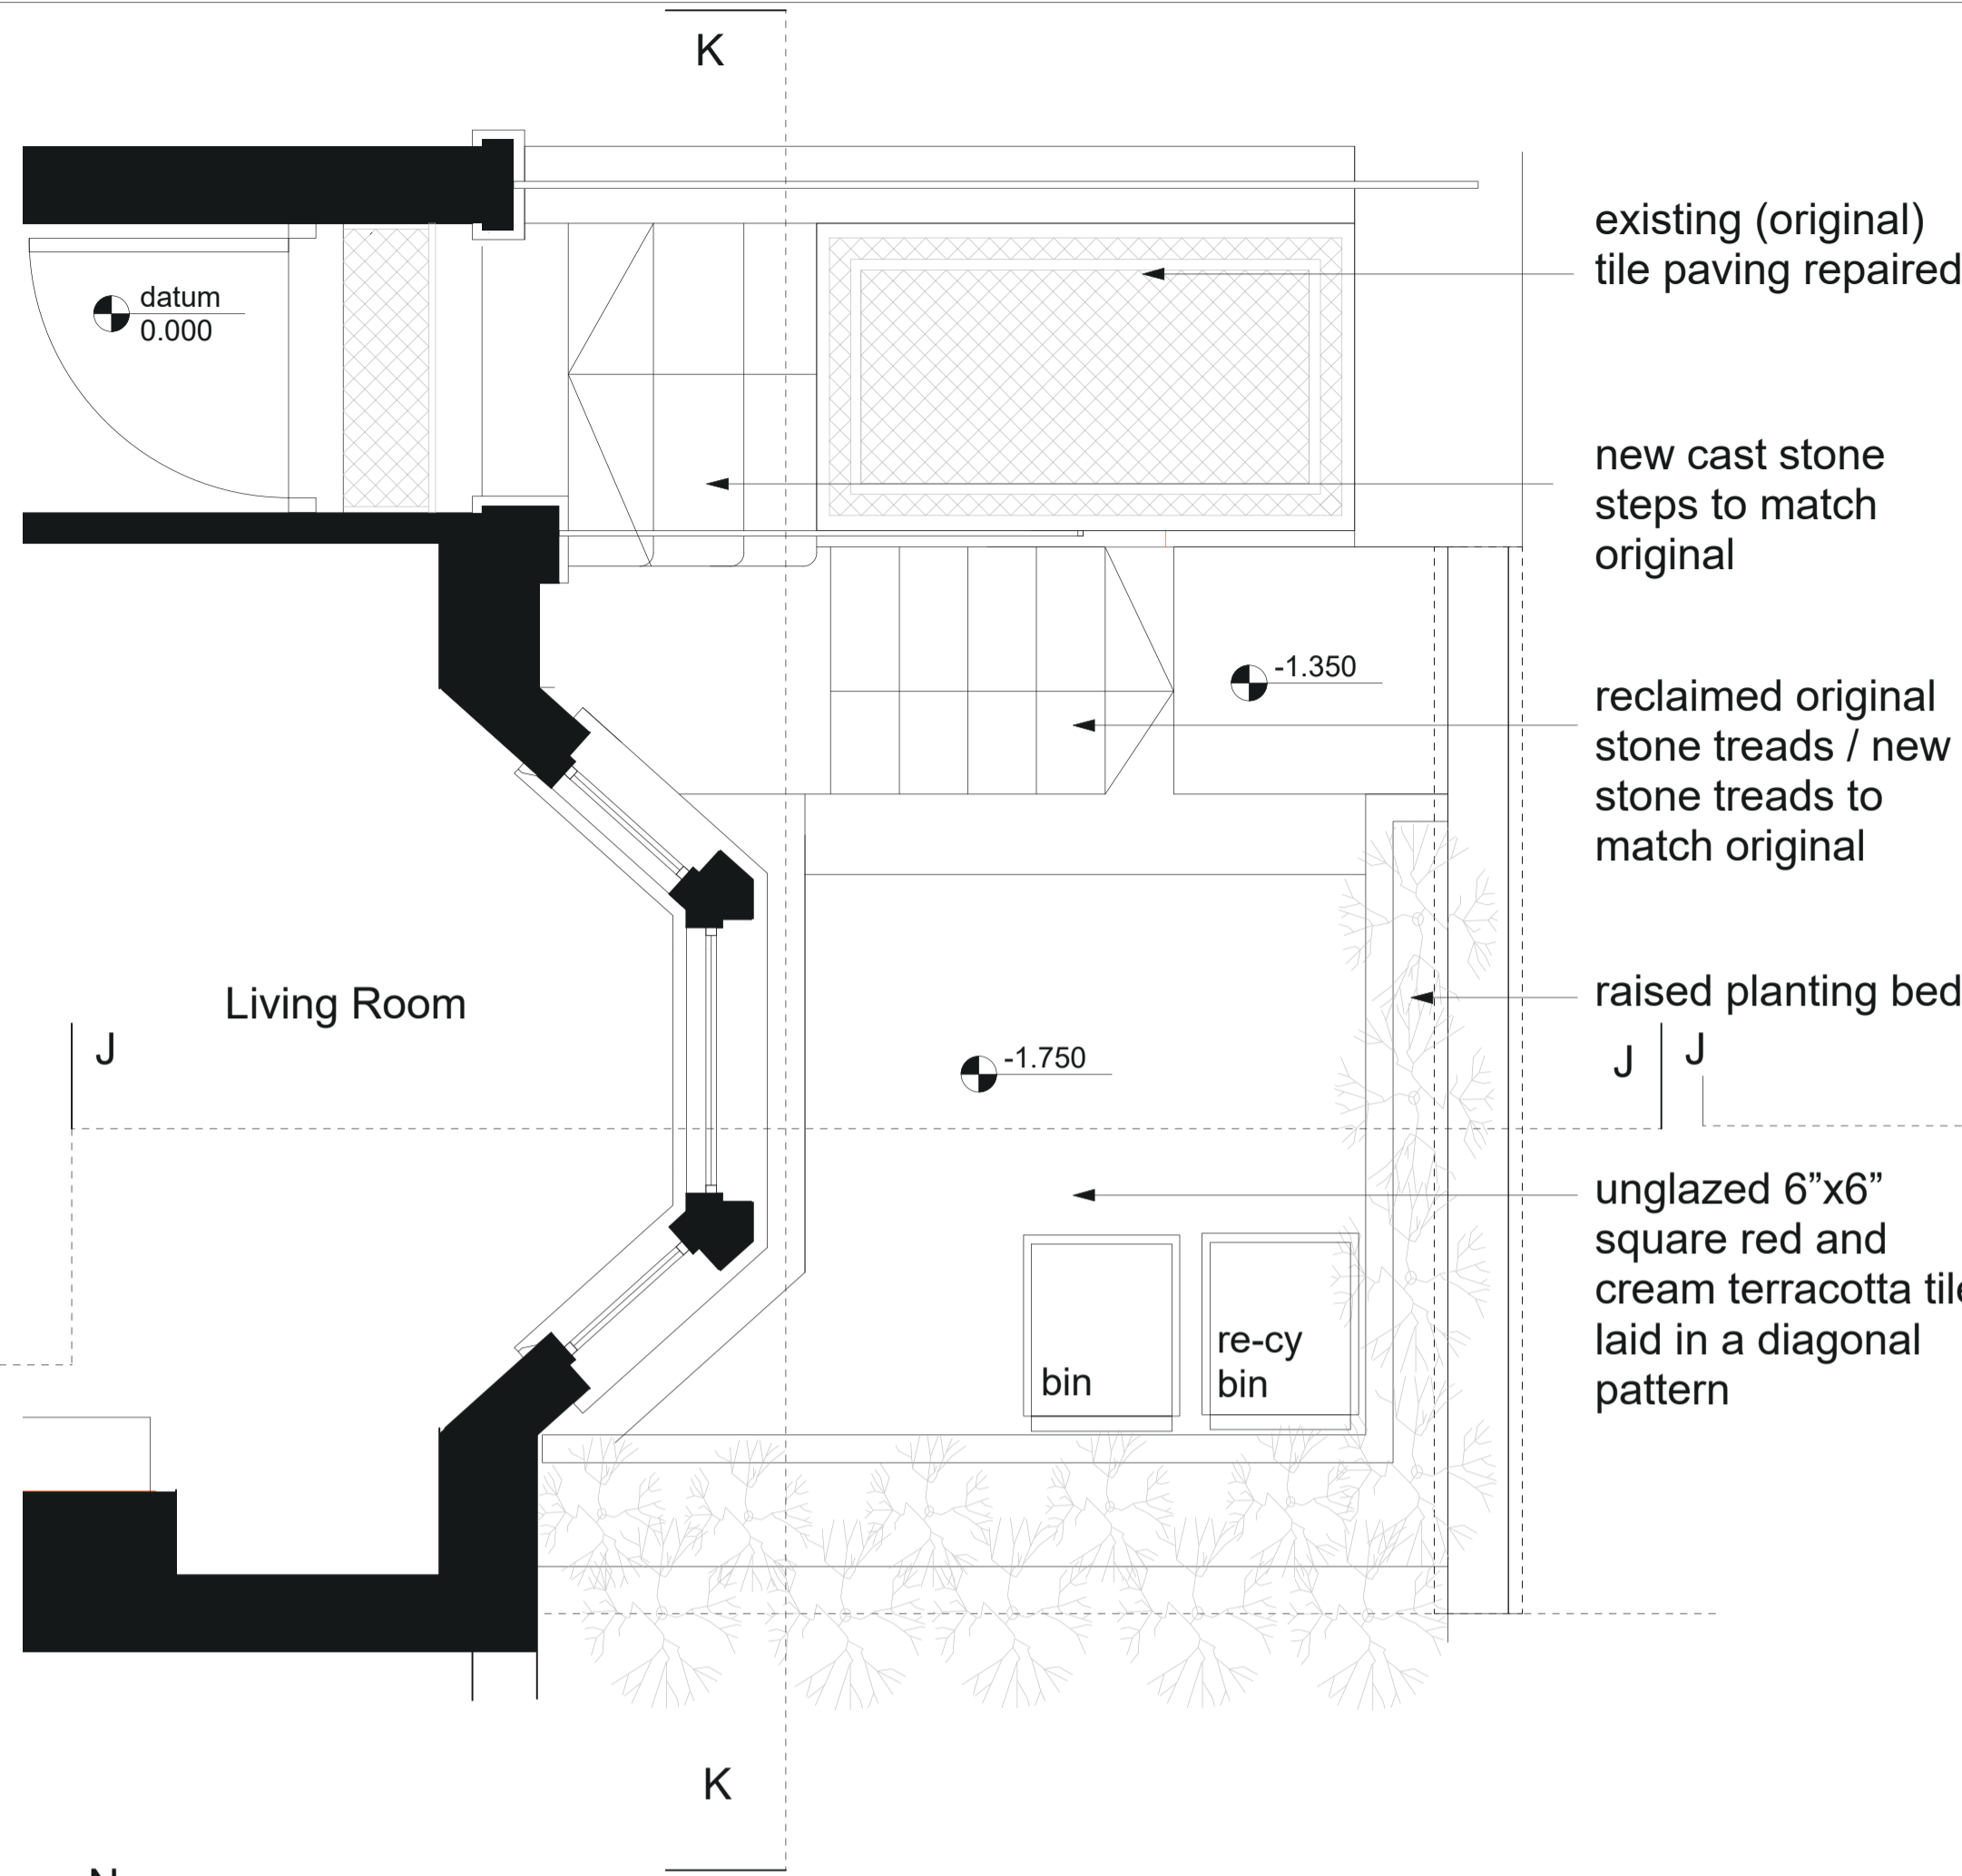 K
datum
0.000
existing (original)
tile paving repaired
new cast stone
steps to match
original
-1.350
reclaimed original
stone treads / new
stone treads to
match original
Living Room
raised planting bed
J
J
J
-1.750
unglazed 6”x6”
square red and
cream terracotta tile
laid in a diagonal
pattern
bin
re-cy
bin
K